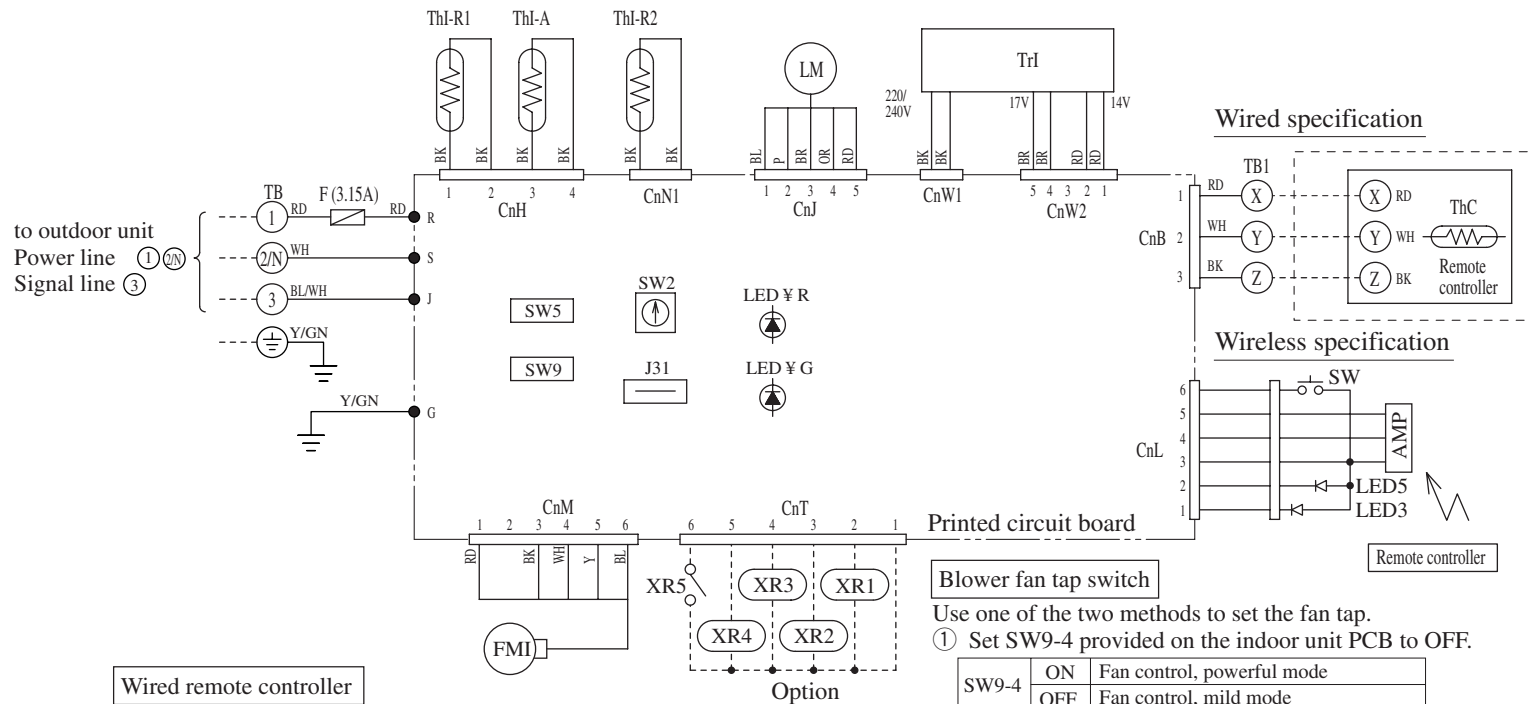 ThI-R1 ThI-A ThI-R2
LM
TrI
220/
240V
17V 14V
BK BK BK BK BK BK BL P BR OR RD BK BK BR BR RD RD
1 2 3 4
CnH
CnN1
1 2 3 4 5
CnJ
CnW1
5 4 3 2 1
CnW2
Wired specification
TB F (3.15A)
1 RD RD R
2/N WH S
3 BL/WH J
Y/GN
Y/GN G
to outdoor unit
Power line ① 2/N
Signal line ③
SW5
SW2
LED ¥ R
SW9
J31
LED ¥ G
TB1
CnB
1 RD X X RD
2 WH Y Y WH
3 BK Z Z BK
ThC
Remote
controller
Wireless specification
CnL
6
5
4
3
2
1
SW
AMP
LED5
LED3
Remote controller
CnM
1 2 3 4 5 6
RD BK WH Y BL
FMI
CnT
6 5 4 3 2 1
XR5 XR3 XR1
XR4 XR2
Option
Printed circuit board
Wired remote controller
Blower fan tap switch
Use one of the two methods to set the fan tap.
① Set SW9-4 provided on the indoor unit PCB to OFF.
SW9-4 ON Fan control, powerful mode
OFF Fan control, mild mode